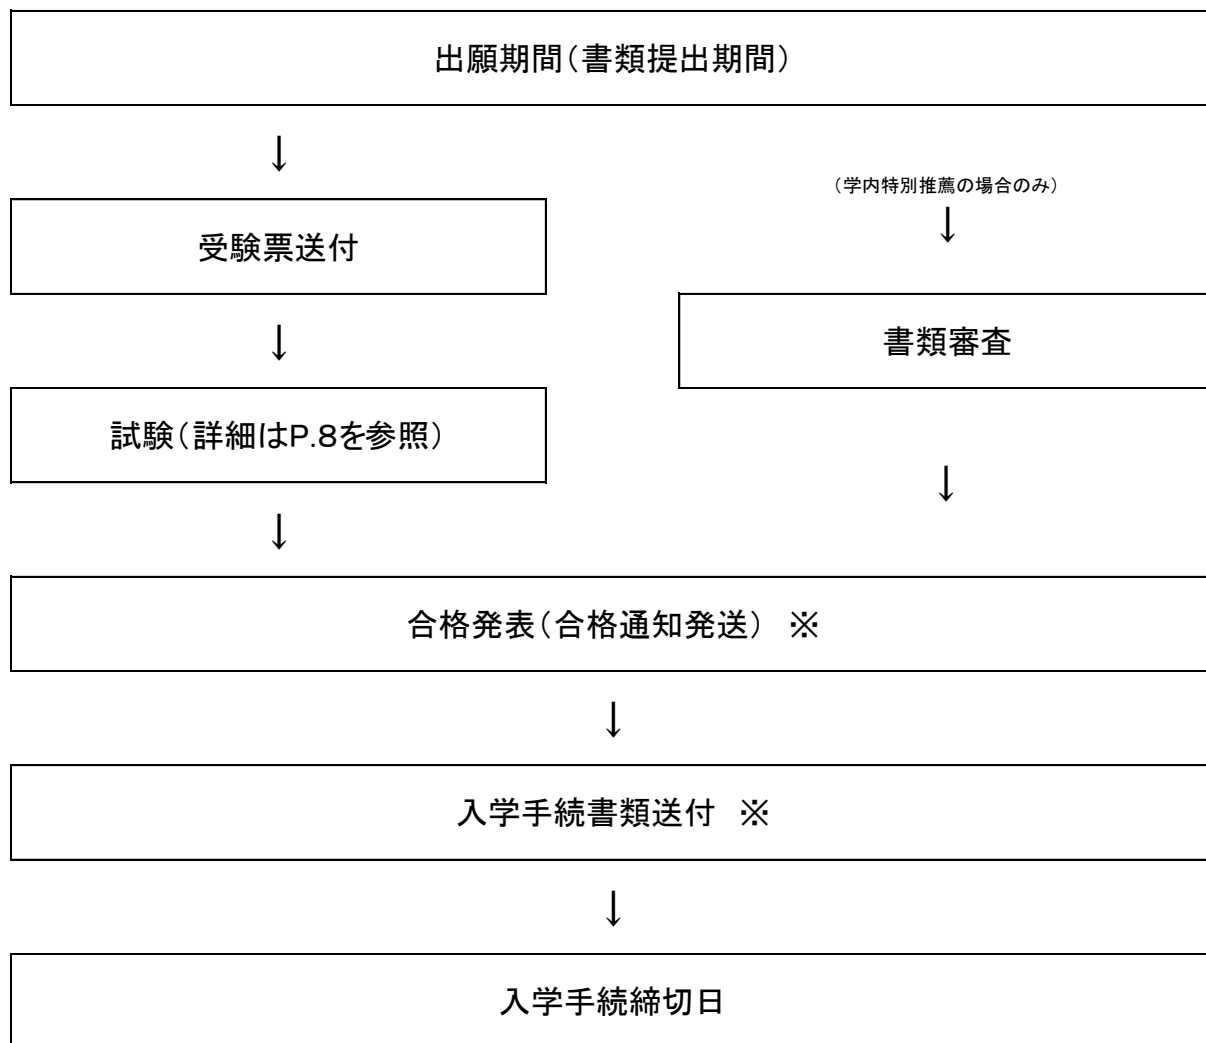 出願期間(書類提出期間)
↓
(学内特別推薦の場合のみ)
↓
受験票送付
↓
書類審査
試験(詳細はP.8を参照)
↓
↓
合格発表(合格通知発送) ※
↓
入学手続書類送付 ※
↓
入学手続締切日